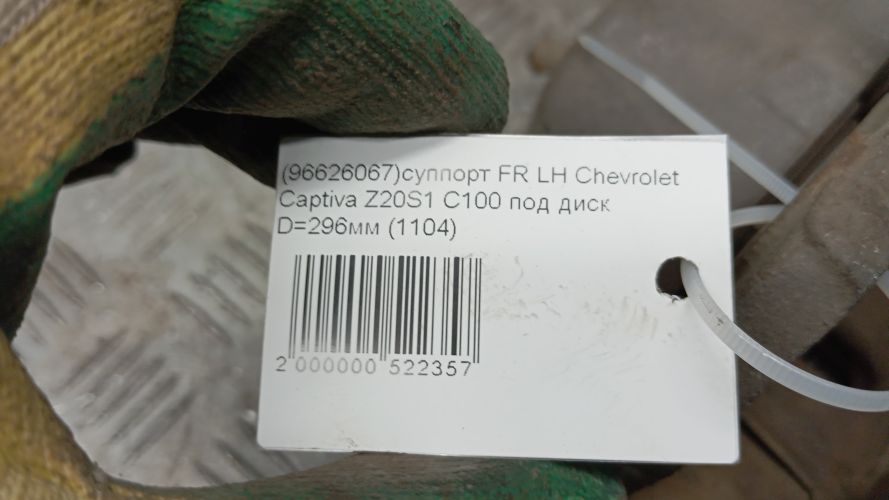 (96626067)суппорт FR LH Chevrolet
Captiva Z20S1 C100 под диск
D=296мм (1104)
2 000000 522357